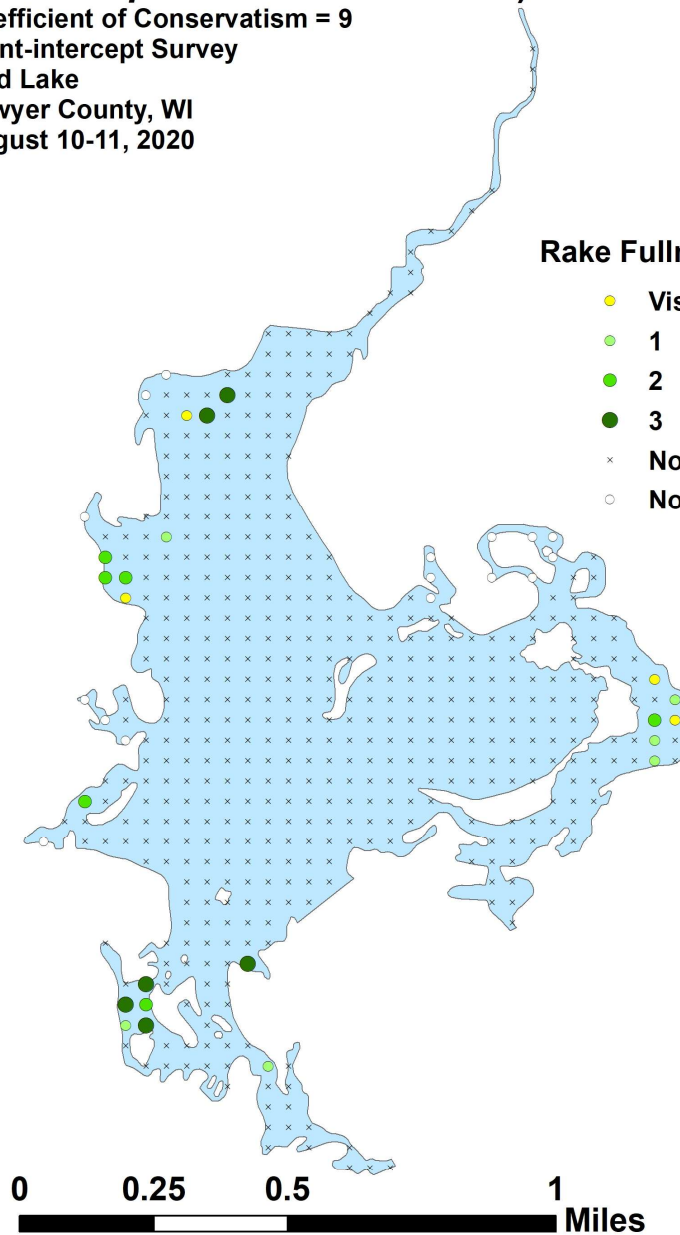 efficient of Conservatism = 9
nt-intercept Survey
d Lake
wyer County, WI
gust 10-11, 2020
Rake Fulln
Vis
1
2
3
No
No
0 0.25 0.5 1
Miles